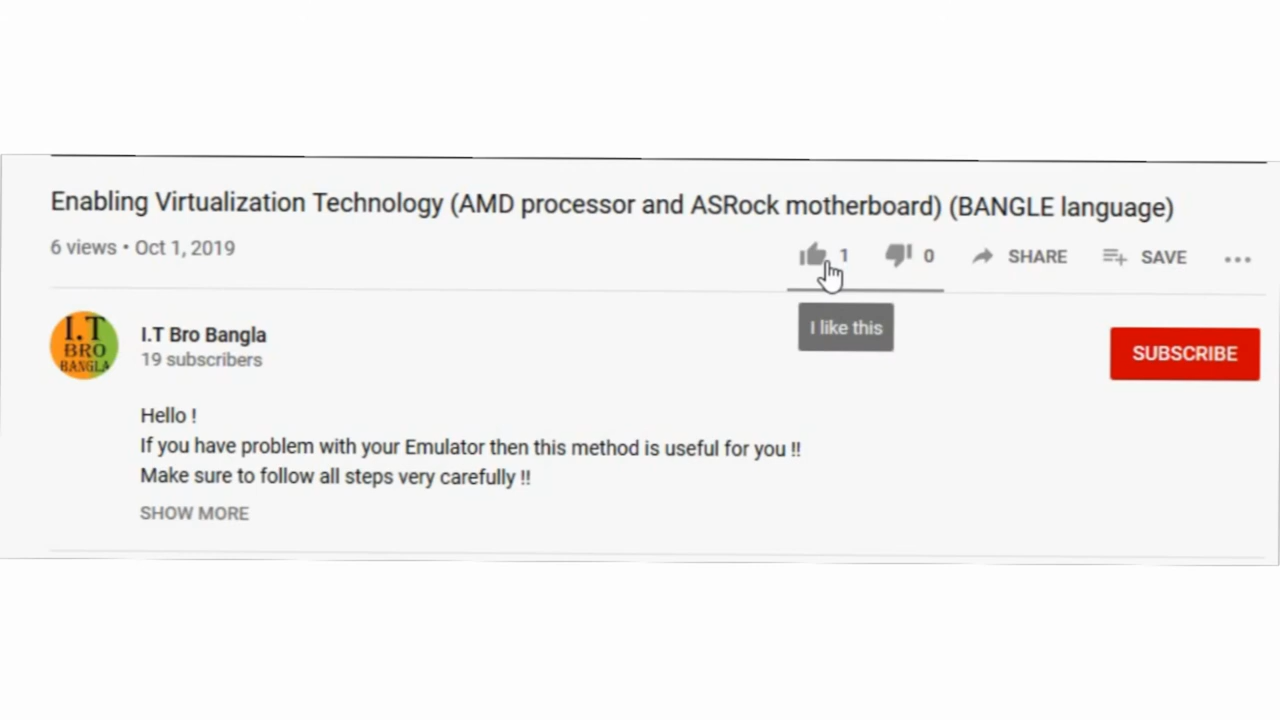 Enabling Virtualization Technology (AMD processor and ASRock motherboard) (BANGLE language)
6 views • Oct 1, 2019
1 0 SHARE SAVE
I like this
I.T BRO BANGLA
I.T Bro Bangla
19 subscribers
SUBSCRIBE
Hello !
If you have problem with your Emulator then this method is useful for you !!
Make sure to follow all steps very carefully !!
SHOW MORE